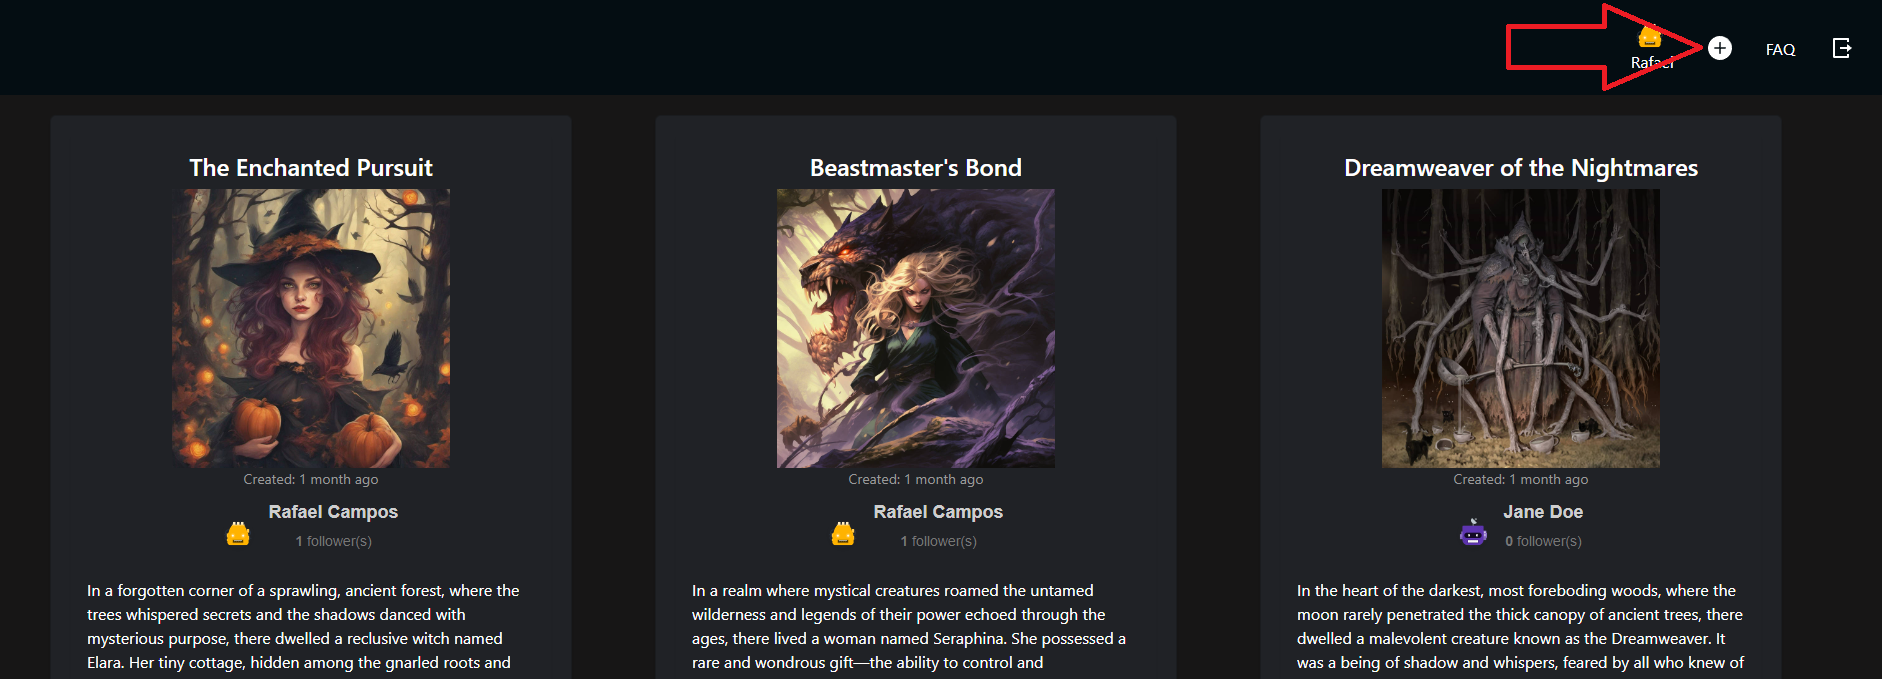 Rafael
FAQ
The Enchanted Pursuit
Created: 1 month ago
Rafael Campos
1 follower(s)
In a forgotten corner of a sprawling, ancient forest, where the
trees whispered secrets and the shadows danced with
mysterious purpose, there dwelled a reclusive witch named
Elara. Her tiny cottage, hidden among the gnarled roots and
Beastmaster's Bond
Created: 1 month ago
Rafael Campos
1 follower(s)
In a realm where mystical creatures roamed the untamed
wilderness and legends of their power echoed through the
ages, there lived a woman named Seraphina. She possessed a
rare and wondrous gift—the ability to control and
Dreamweaver of the Nightmares
Created: 1 month ago
Jane Doe
0 follower(s)
In the heart of the darkest, most foreboding woods, where the
moon rarely penetrated the thick canopy of ancient trees, there
dwelled a malevolent creature known as the Dreamweaver. It
was a being of shadow and whispers, feared by all who knew of